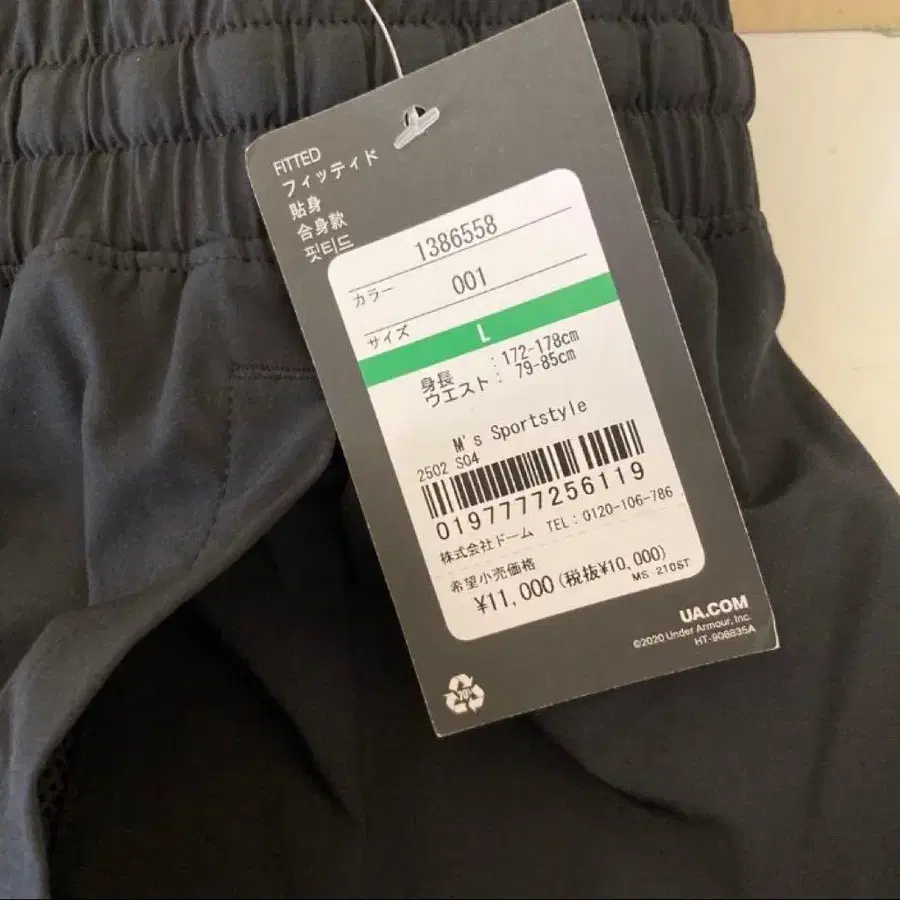 FITTED
フィッティド
貼身
合身款
핏티드
1386558
カラー 001
サイズ L
身長 : 172-178cm
ウエスト : 79-85cm
M's Sportstyle
2502 S04
0197777256119
株式会社ドーム TEL : 0120-106-786
希望小売価格
¥11,000(税抜¥10,000)
MS 210ST
UA.COM
©2020 Under Armour, Inc.
HT-908835A